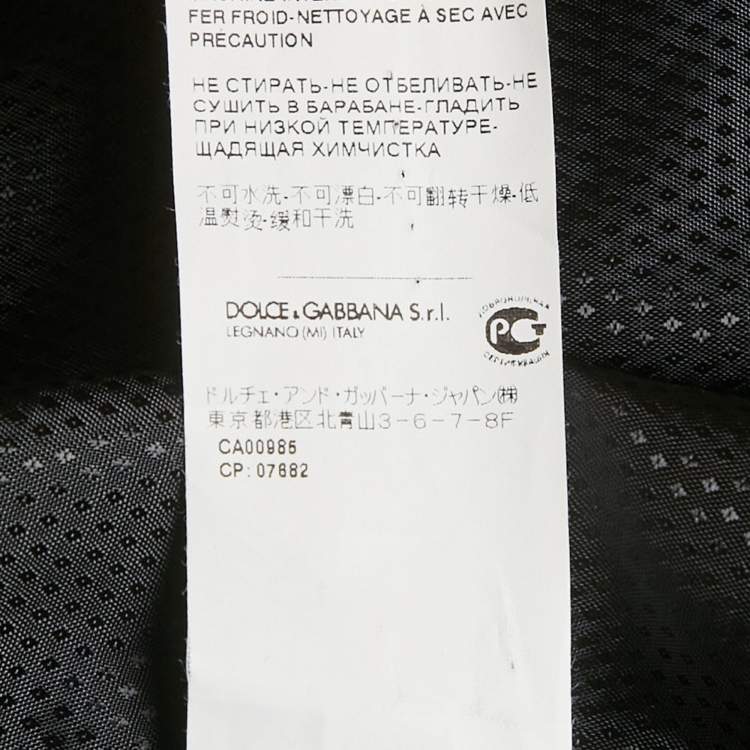 FER FROID-NETTOYAGE À SEC AVEC
PRÉCAUTION
НЕ СТИРАТЬ-НЕ ОТБЕЛИВАТЬ-НЕ
СУШИТЬ В БАРАБАНЕ-ГЛАДИТЬ
ПРИ НИЗКОЙ ТЕМПЕРАТУРЕ-
ЩАДЯЩАЯ ХИМЧИСТКА
不可水洗-不可漂白-不可翻转干燥-低
温熨烫-缓和干洗
DOLCE & GABBANA S.r.l.
LEGNANO (MI) ITALY
ДОБРОВОЛЬНАЯ
РСТ
СЕРТИФИКАЦИЯ
ドルチェ・アンド・ガッバーナ・ジャパン(株)
東京都港区北青山3-6-7-8F
CA00985
CP: 07682